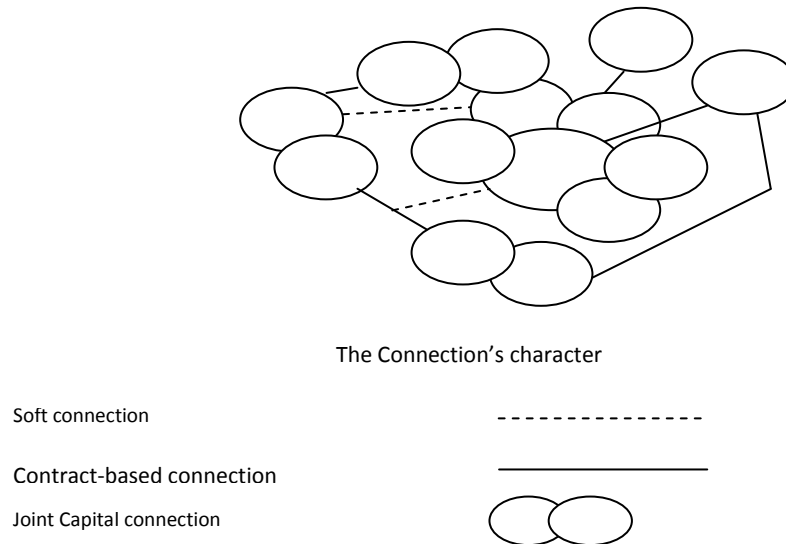 The Connection's character
Soft connection
Contract-based connection
Joint Capital connection